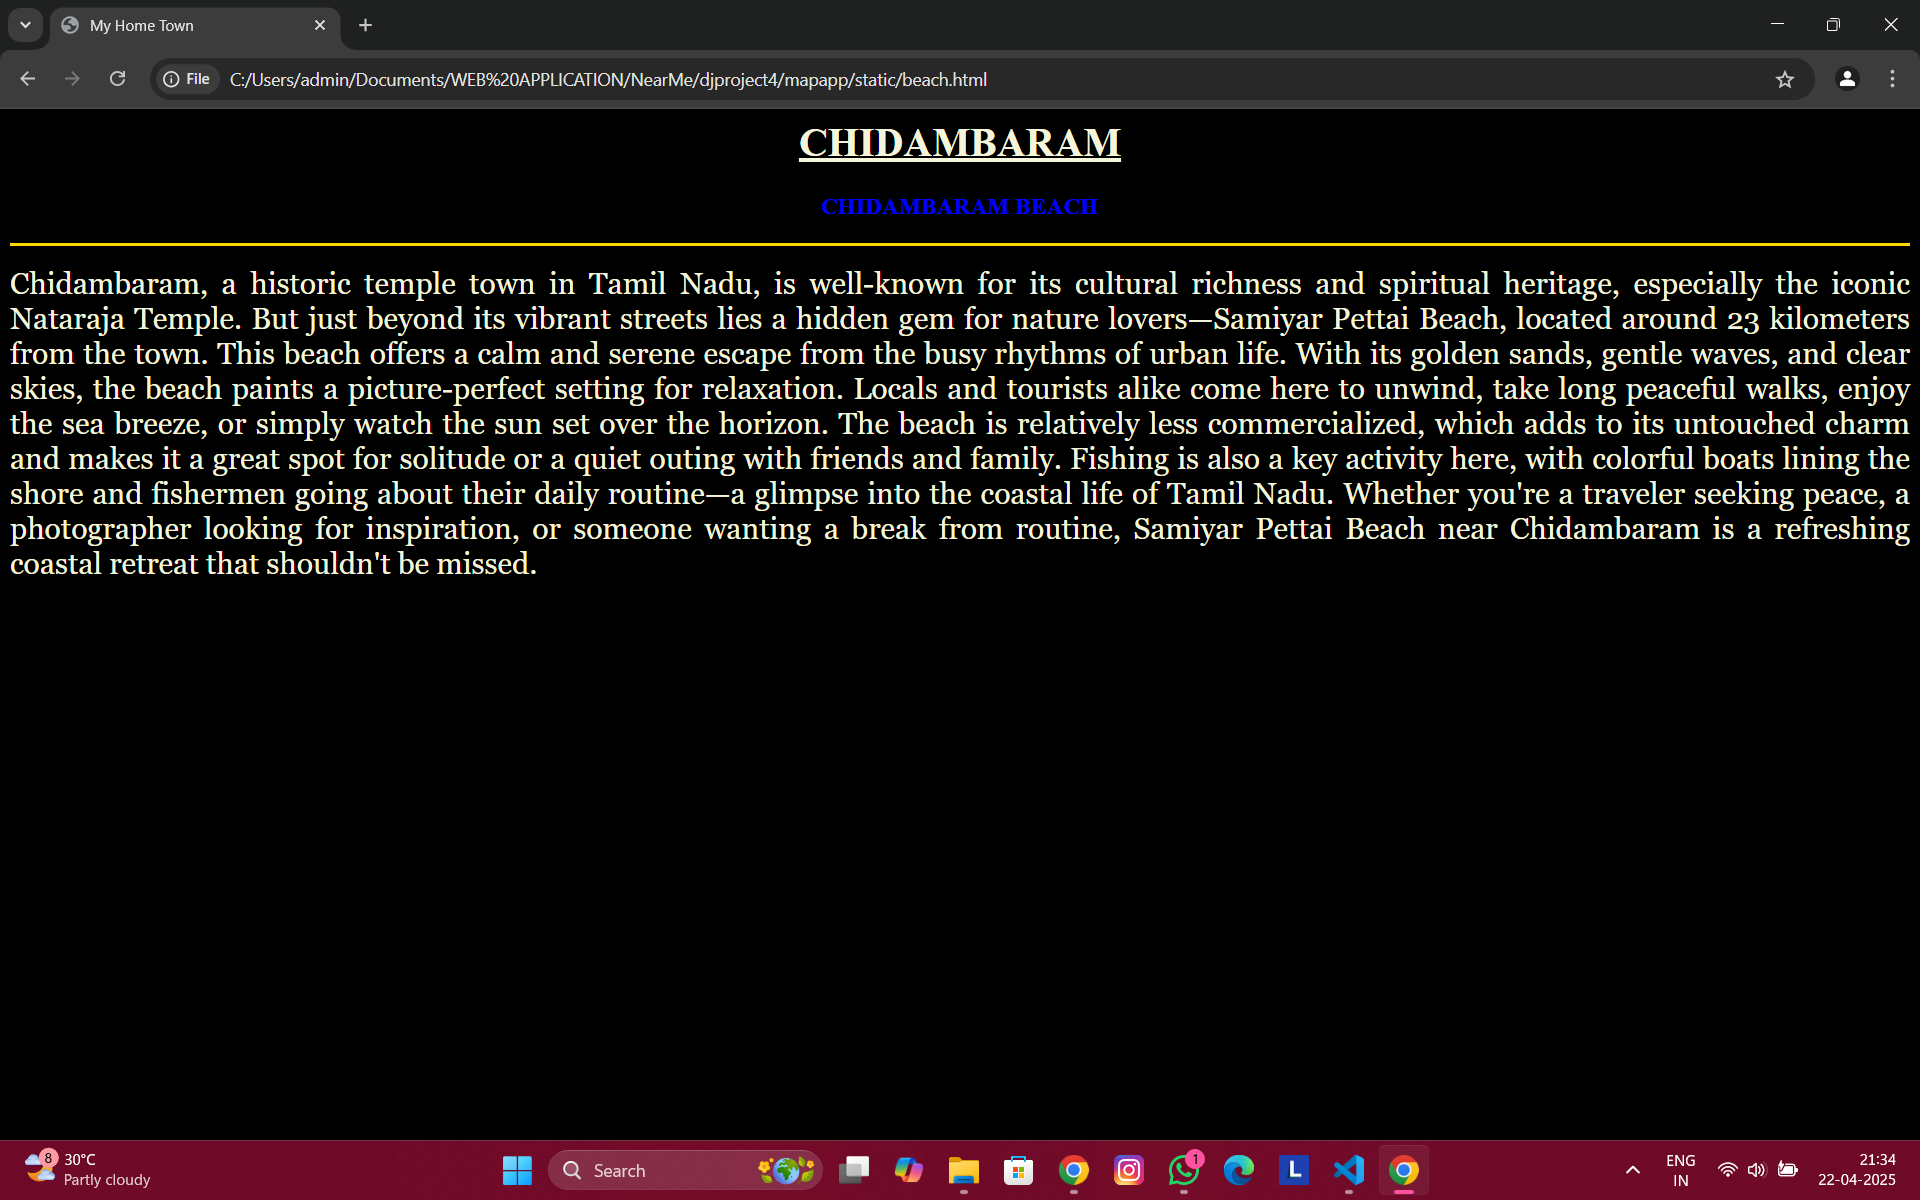 My Home Town
File
C:/Users/admin/Documents/WEB%20APPLICATION/NearMe/djproject4/mapapp/static/beach.html
CHIDAMBARAM
CHIDAMBARAM BEACH
Chidambaram, a historic temple town in Tamil Nadu, is well-known for its cultural richness and spiritual heritage, especially the iconic
Nataraja Temple. But just beyond its vibrant streets lies a hidden gem for nature lovers—Samiyar Pettai Beach, located around 23 kilometers
from the town. This beach offers a calm and serene escape from the busy rhythms of urban life. With its golden sands, gentle waves, and clear
skies, the beach paints a picture-perfect setting for relaxation. Locals and tourists alike come here to unwind, take long peaceful walks, enjoy
the sea breeze, or simply watch the sun set over the horizon. The beach is relatively less commercialized, which adds to its untouched charm
and makes it a great spot for solitude or a quiet outing with friends and family. Fishing is also a key activity here, with colorful boats lining the
shore and fishermen going about their daily routine—a glimpse into the coastal life of Tamil Nadu. Whether you're a traveler seeking peace, a
photographer looking for inspiration, or someone wanting a break from routine, Samiyar Pettai Beach near Chidambaram is a refreshing
coastal retreat that shouldn't be missed.
8
30°C
Partly cloudy
Search
1
L
ENG
IN
21:34
22-04-2025